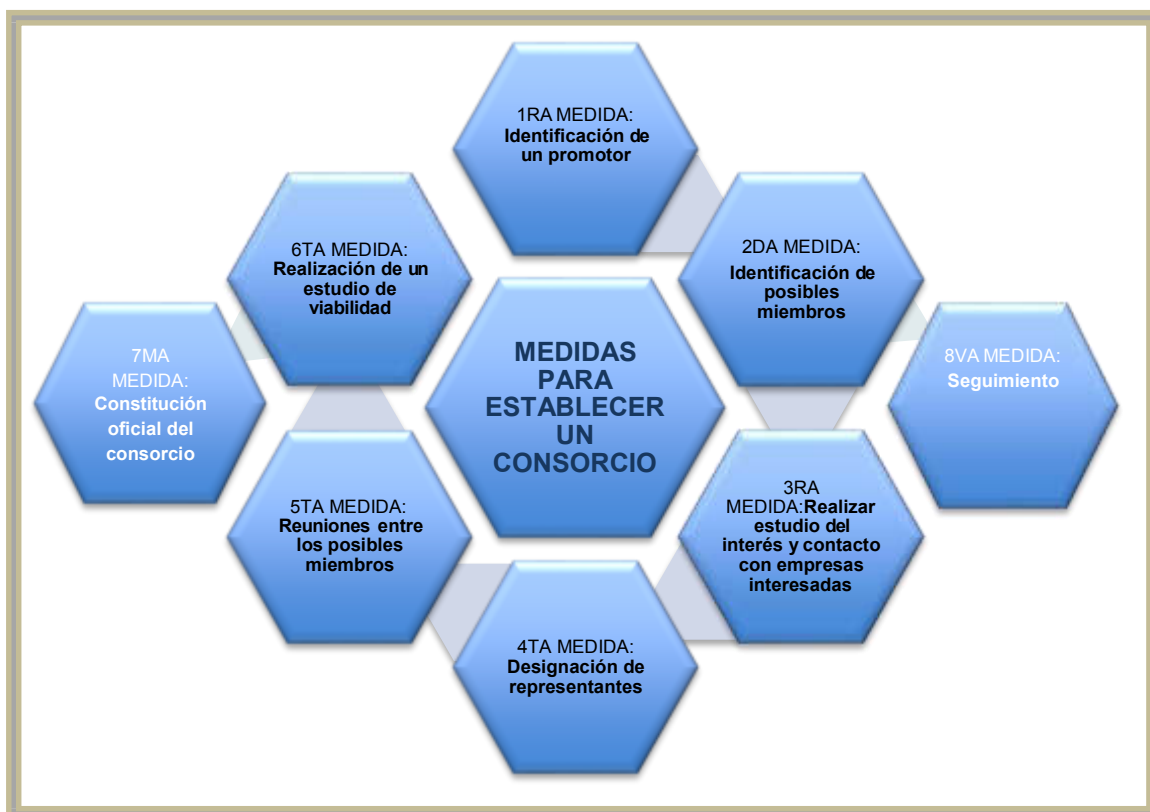 1RA MEDIDA:
Identificación de
un promotor
2DA MEDIDA:
Identificación de
posibles
miembros
3RA
MEDIDA:Realizar
estudio del
interés y contacto
con empresas
interesadas
4TA MEDIDA:
Designación de
representantes
5TA MEDIDA:
Reuniones entre
los posibles
miembros
6TA MEDIDA:
Realización de un
estudio de
viabilidad
7MA
MEDIDA:
Constitución
oficial del
consorcio
8VA MEDIDA:
Seguimiento
MEDIDAS
PARA
ESTABLECER
UN
CONSORCIO